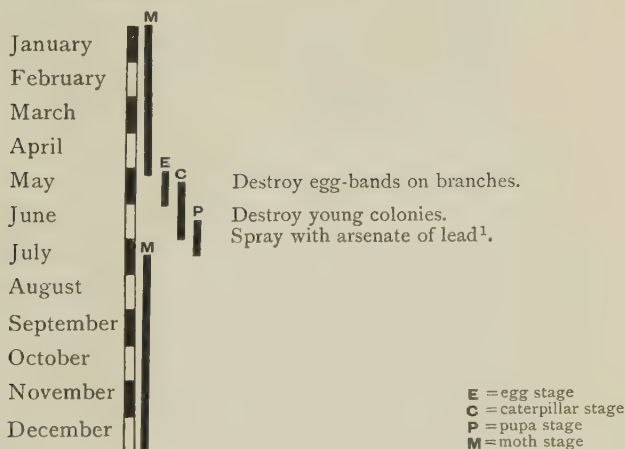 M
January
February
March
April
E
C
May Destroy egg-bands on branches.
P
June Destroy young colonies.
Spray with arsenate of lead¹.
M
July
August
September
October
November
December
E =egg stage
C =caterpillar stage
P =pupa stage
M=moth stage